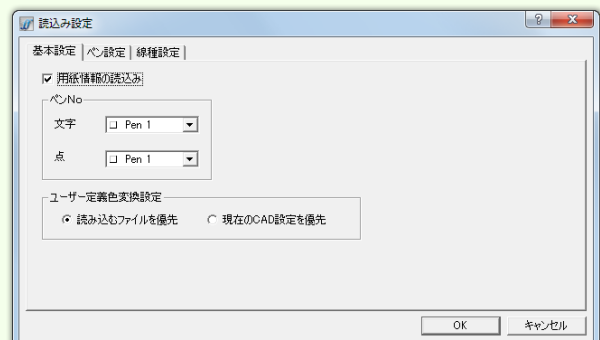 読込み設定
基本設定 ペン設定 線種設定
用紙情報の読込み
ペンNo
文字 Pen 1
点 Pen 1
ユーザー定義色変換設定
読み込むファイルを優先 現在のCAD設定を優先
OK キャンセル